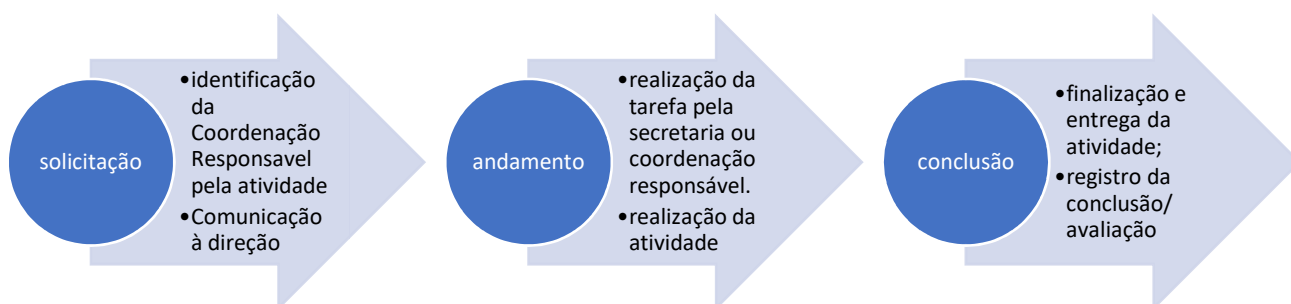 solicitação
•identificação
da
Coordenação
Responsavel
pela atividade
•Comunicação
à direção
andamento
•realização da
tarefa pela
secretaria ou
coordenação
responsável.
•realização da
atividade
conclusão
•finalização e
entrega da
atividade;
•registro da
conclusão/
avaliação